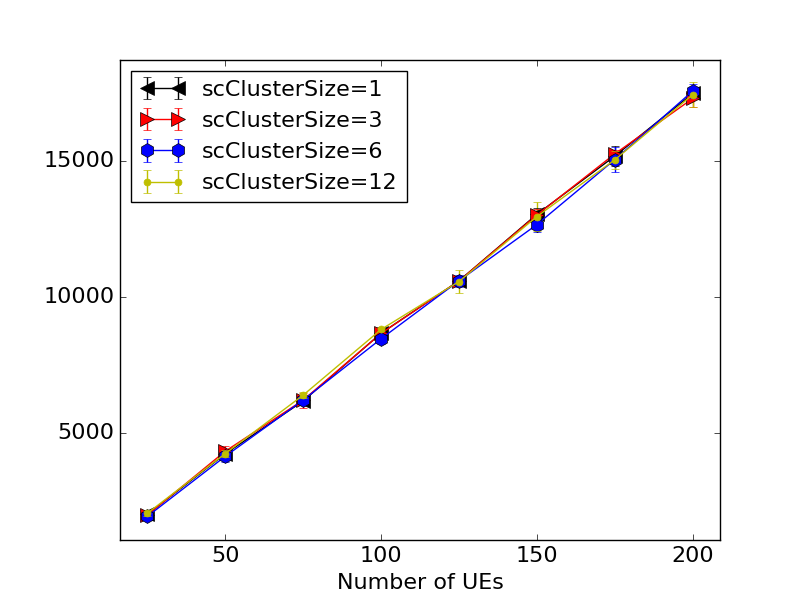 scClusterSize=1
scClusterSize=3
scClusterSize=6
scClusterSize=12
15000
10000
5000
50 100 150 200
Number of UEs